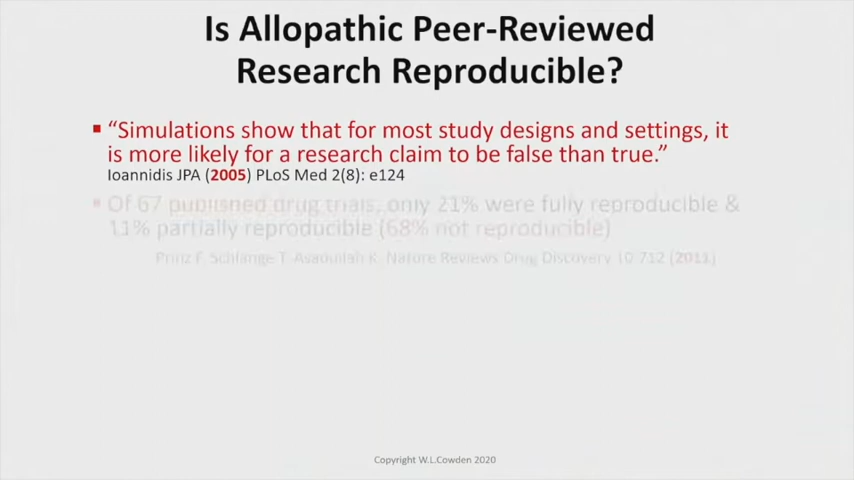 Is Allopathic Peer-Reviewed
Research Reproducible?
▪ “Simulations show that for most study designs and settings, it
is more likely for a research claim to be false than true.”
Ioannidis JPA (2005) PLoS Med 2(8): e124
▪ Of 67 published drug trials, only 21% were fully reproducible &
11% partially reproducible (68% not reproducible)
Prinz F, Schlange T, Asadullah K. Nature Reviews Drug Discovery 10:712 (2011)
Copyright W.L.Cowden 2020